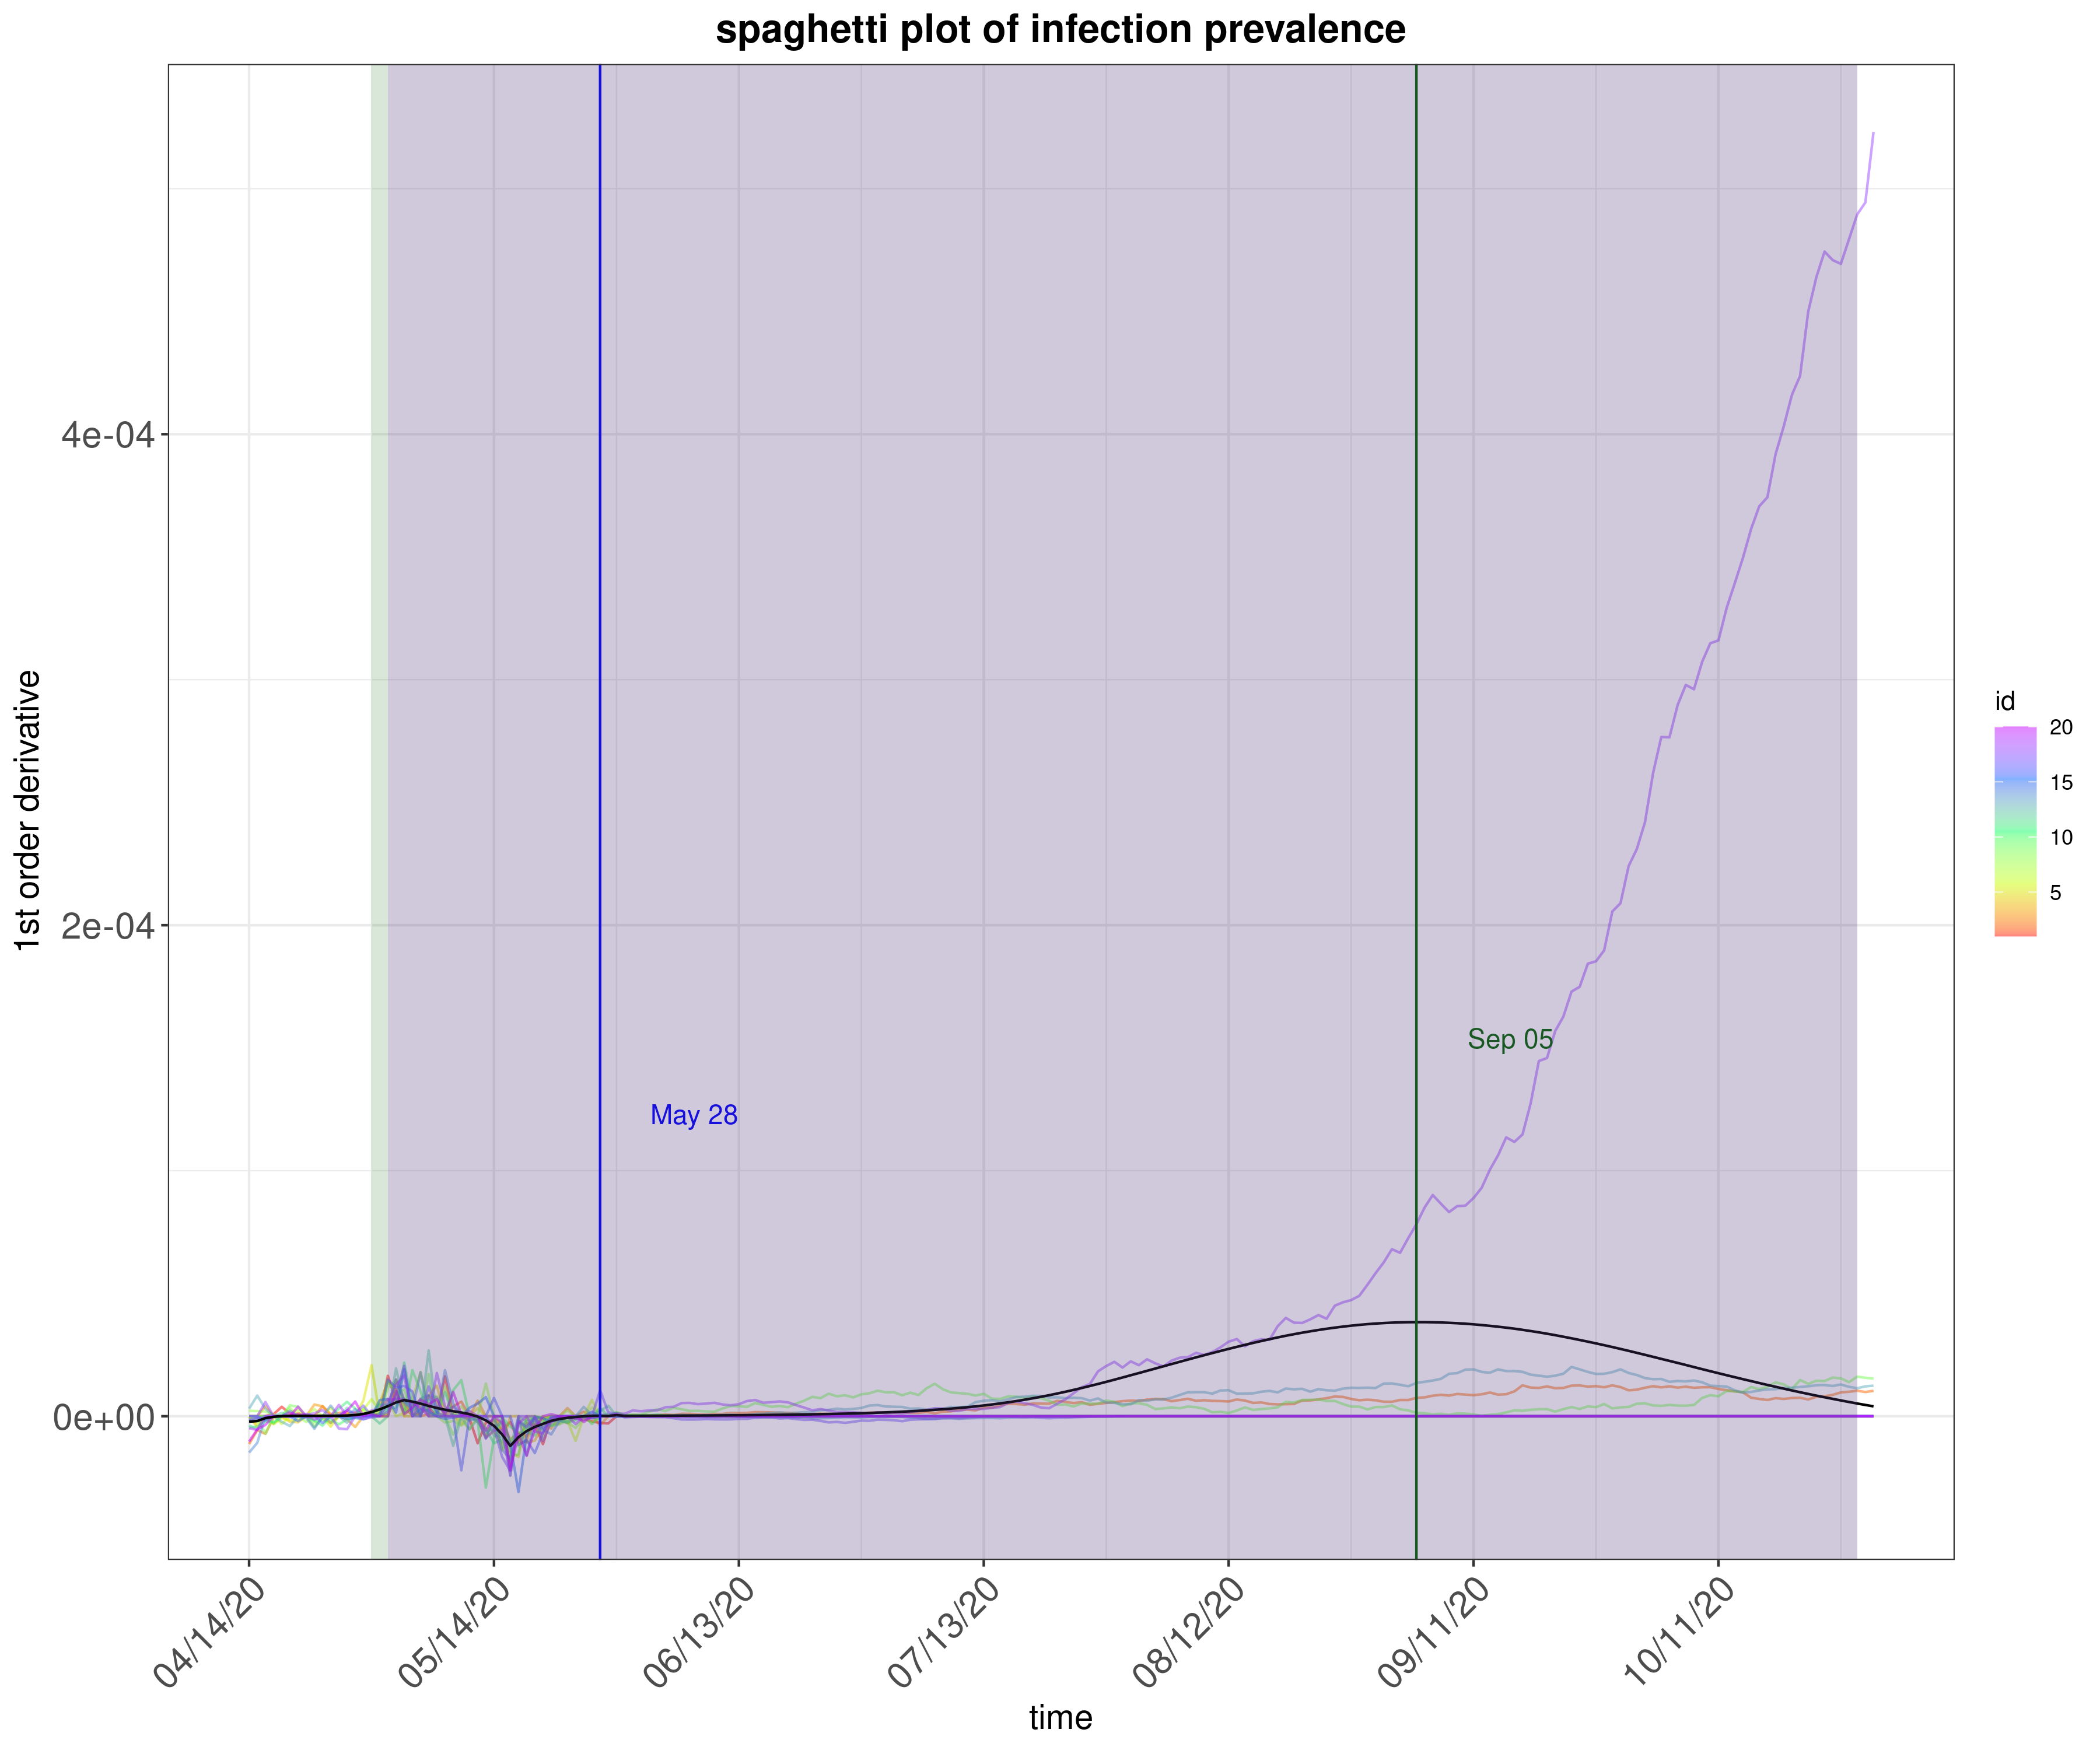 spaghetti plot of infection prevalence
1st order derivative
4e-04
2e-04
0e+00
Sep 05
May 28
id
20
15
10
5
04/14/20
05/14/20
06/13/20
07/13/20
08/12/20
09/11/20
10/11/20
time